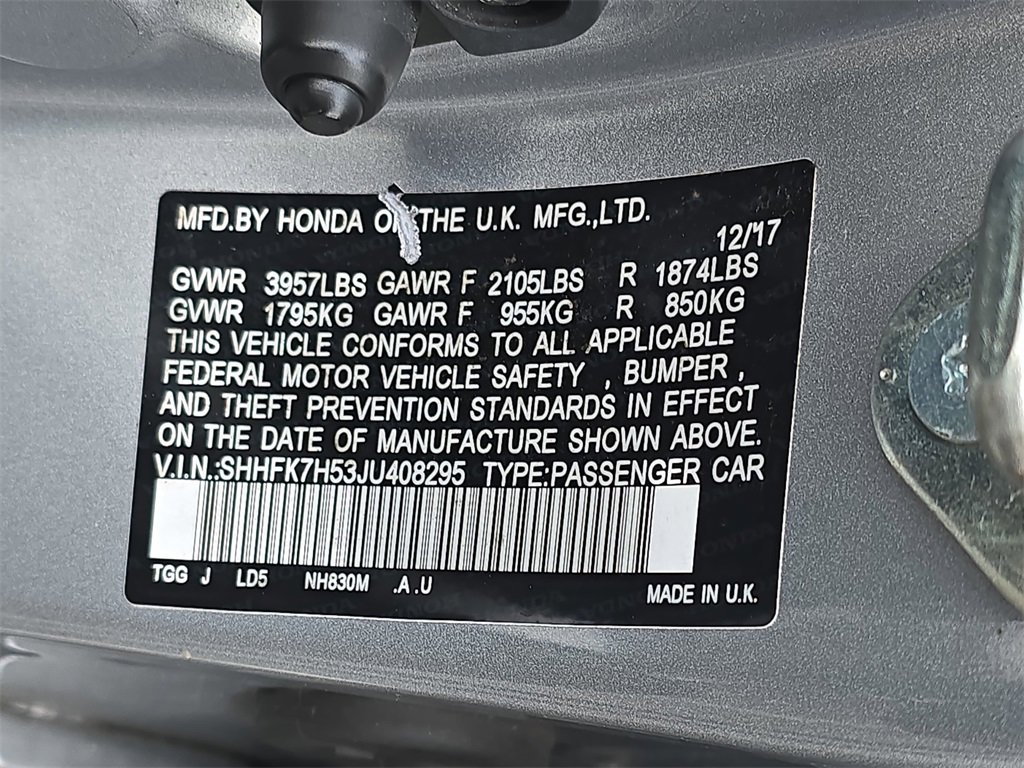 MFD.BY HONDA OF THE U.K. MFG.,LTD.
12/17
GVWR 3957LBS GAWR F 2105LBS R 1874LBS
GVWR 1795KG GAWR F 955KG R 850KG
THIS VEHICLE CONFORMS TO ALL APPLICABLE
FEDERAL MOTOR VEHICLE SAFETY , BUMPER ,
AND THEFT PREVENTION STANDARDS IN EFFECT
ON THE DATE OF MANUFACTURE SHOWN ABOVE.
V.I.N.:SHHFK7H53JU408295 TYPE:PASSENGER CAR
TGG J LD5 NH830M .A .U
MADE IN U.K.